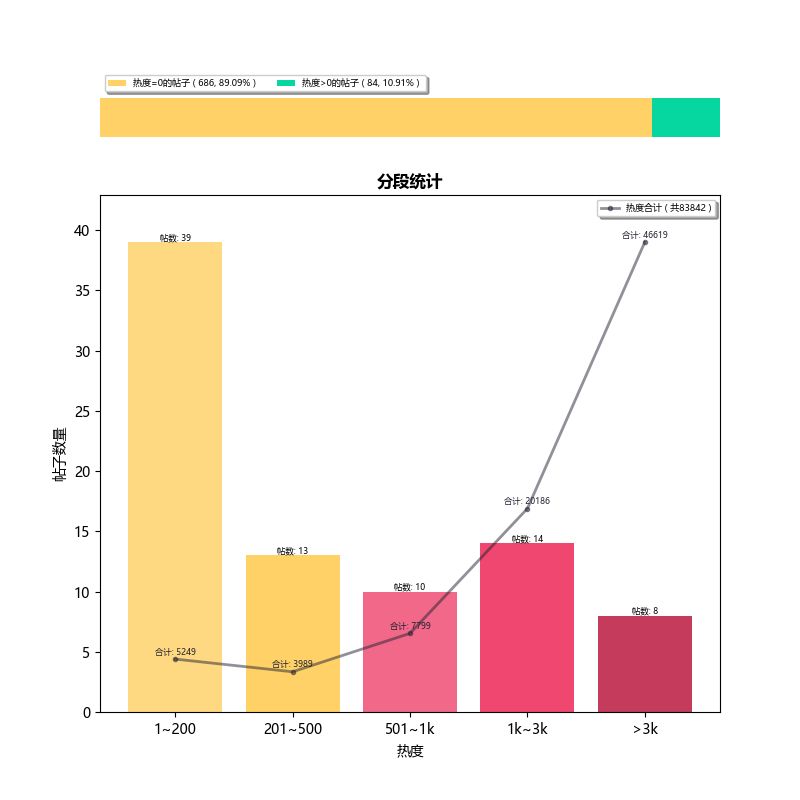 热度=0的帖子 ( 686, 89.09% ) 热度>0的帖子 ( 84, 10.91% )
分段统计
热度合计 ( 共83842 )
帖子数量
40
35
30
25
20
15
10
5
0
帖数: 39
帖数: 13
帖数: 10
帖数: 14
帖数: 8
合计: 5249
合计: 3989
合计: 7799
合计: 20186
合计: 46619
1~200 201~500 501~1k 1k~3k >3k
热度